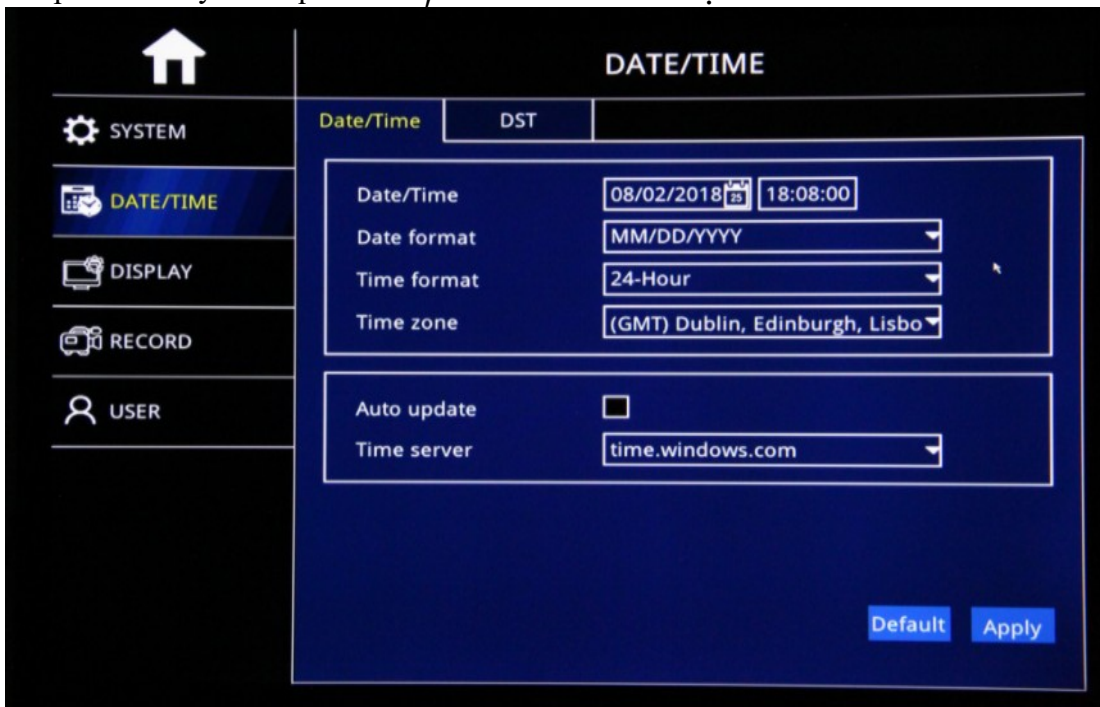 DATE/TIME
SYSTEM
DATE/TIME
DISPLAY
RECORD
USER
Date/Time DST
Date/Time 08/02/2018 25 18:08:00
Date format MM/DD/YYYY
Time format 24-Hour
Time zone (GMT) Dublin, Edinburgh, Lisbo
Auto update
Time server time.windows.com
Default Apply